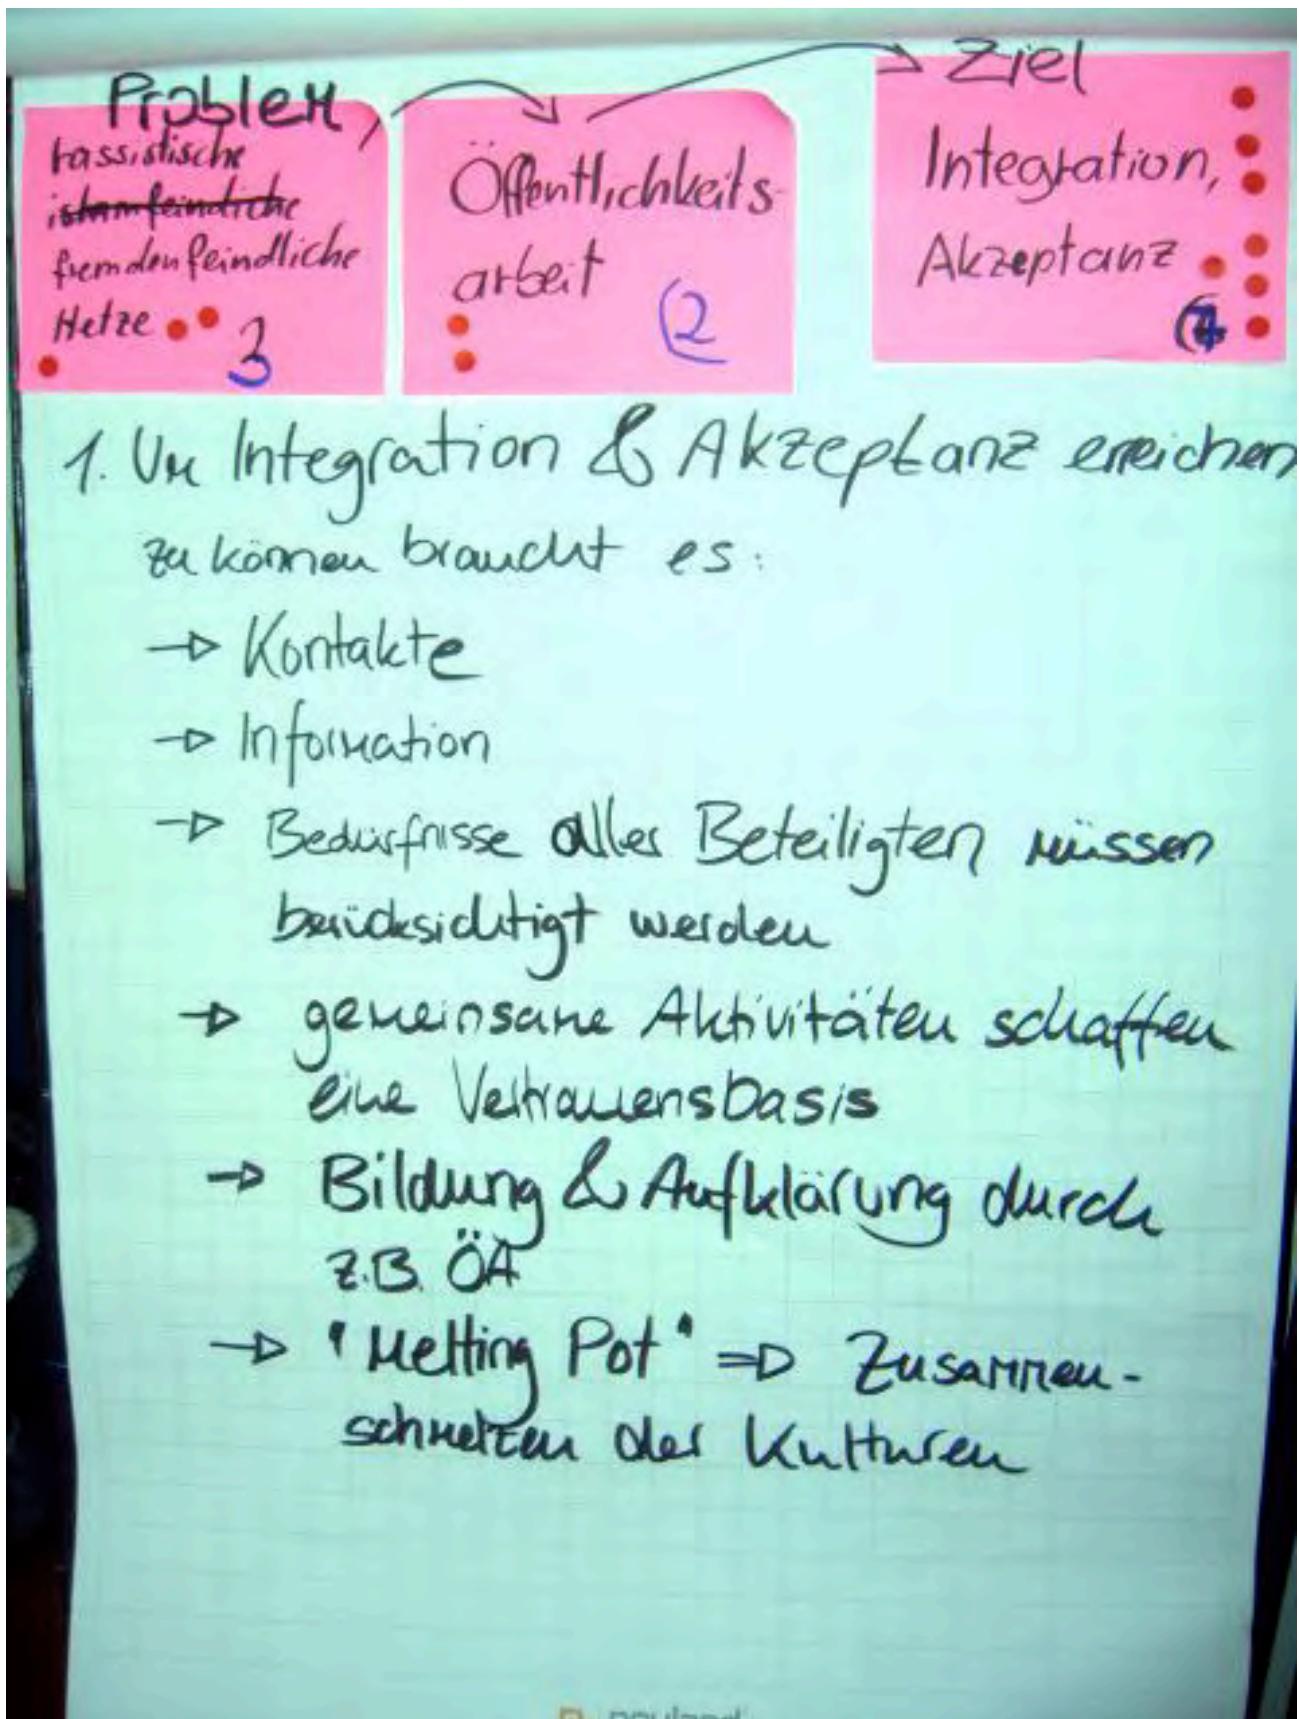 Problem
rassistische
islamfeindliche
fremdenfeindliche
Hetze
3
Öffentlichkeits-
arbeit
2
Ziel
Integration,
Akzeptanz
1. Um Integration & Akzeptanz erreichen
zu können braucht es:
→ Kontakte
→ Information
→ Bedürfnisse aller Beteiligten müssen
berücksichtigt werden
→ gemeinsame Aktivitäten schaffen
eine Vertrauensbasis
→ Bildung & Aufklärung durch
z.B. ÖA
→ "Melting Pot" ⇒ Zusammen-
schmelzen der Kulturen